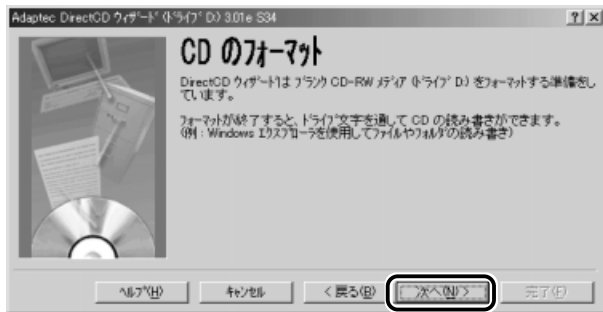 Adaptec DirectCD ウィザード (ドライブ D:) 3.01e S34
CD のフォーマット
DirectCD ウィザードは ブランク CD-RW メディア (ドライブ D:) をフォーマットする準備をし
ています。
フォーマットが終了すると、ドライブ文字を通して CD の読み書きができます。
(例 : Windows エクスプローラを使用してファイルやフォルダの読み書き)
ヘルプ(H)
キャンセル
< 戻る(B)
次へ(N) >
完了(F)